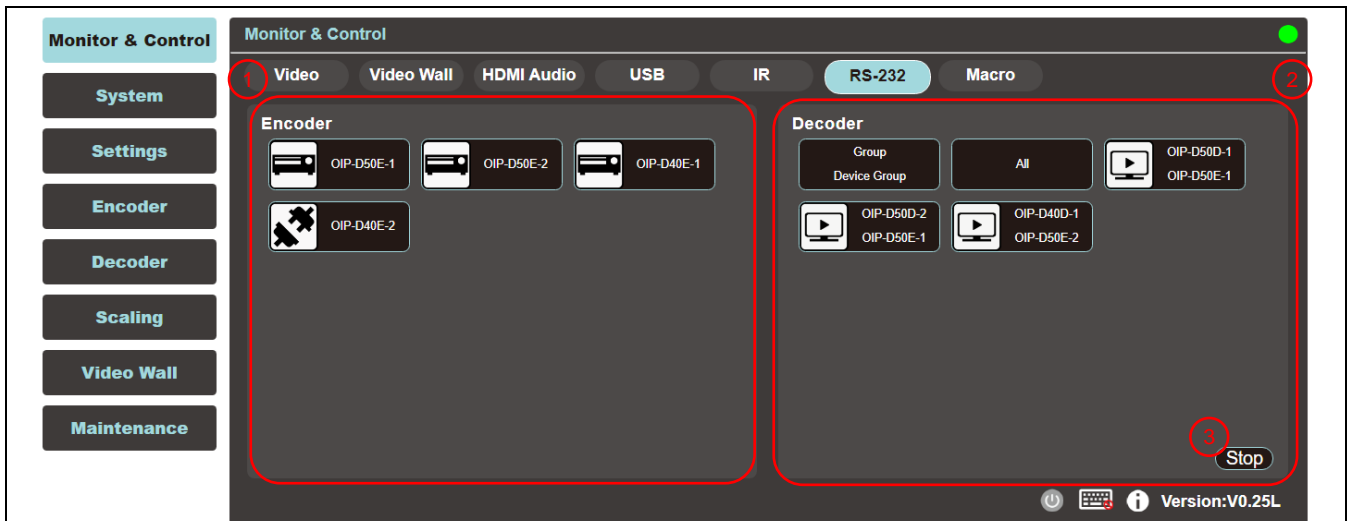 Monitor & Control
System
Settings
Encoder
Decoder
Scaling
Video Wall
Maintenance
Monitor & Control
1 Video Video Wall HDMI Audio USB IR RS-232 Macro 2
Encoder
OIP-D50E-1 OIP-D50E-2 OIP-D40E-1
OIP-D40E-2
Decoder
Group
Device Group
All
OIP-D50D-1
OIP-D50E-1
OIP-D50D-2
OIP-D50E-1
OIP-D40D-1
OIP-D50E-2
3
Stop
Version:V0.25L